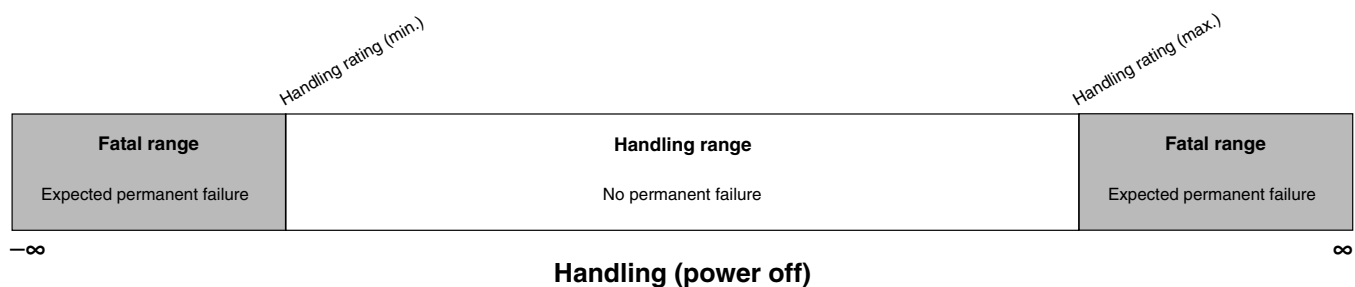 Handling rating (min.)
Handling rating (max.)
Fatal range
Handling range
Fatal range
Expected permanent failure
No permanent failure
Expected permanent failure
–∞
∞
Handling (power off)